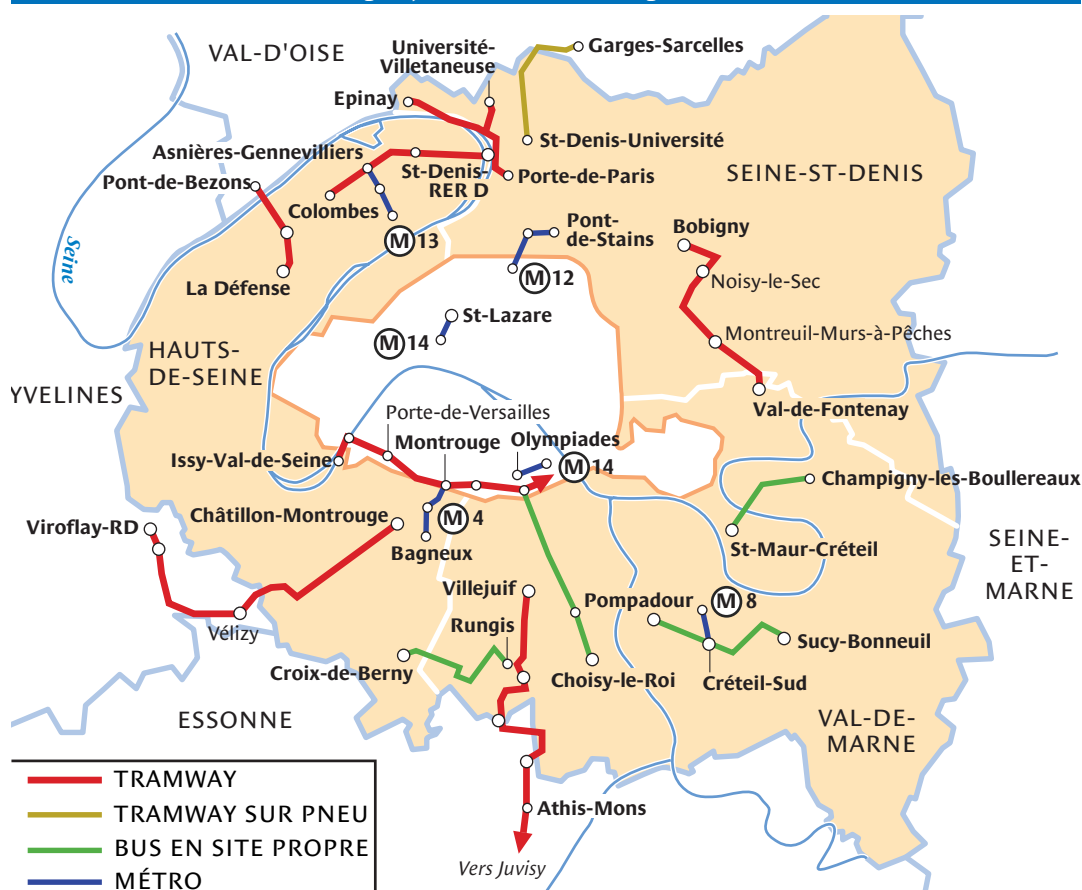 VAL-D'OISE
Université-
Villetaneuse
Garges-Sarcelles
Epinay
St-Denis-Université
Asnières-Gennevilliers
Pont-de-Bezons
St-Denis-
RER D
Porte-de-Paris
SEINE-ST-DENIS
Colombes
M 13
Pont-
de-Stains
Bobigny
Seine
La Défense
M 12
Noisy-le-Sec
St-Lazare
M 14
Montreuil-Murs-à-Pêches
HAUTS-
DE-SEINE
YVELINES
Porte-de-Versailles
Val-de-Fontenay
Montrouge
Olympiades
Issy-Val-de-Seine
M 14
Champigny-les-Boullereaux
Châtillon-Montrouge
M 4
Viroflay-RD
Bagneux
St-Maur-Créteil
SEINE-
ET-
MARNE
Villejuif
Pompadour
M 8
Vélizy
Rungis
Sucy-Bonneuil
Croix-de-Berny
Choisy-le-Roi
Créteil-Sud
ESSONNE
VAL-DE-
MARNE
TRAMWAY
TRAMWAY SUR PNEU
BUS EN SITE PROPRE
MÉTRO
Athis-Mons
Vers Juvisy